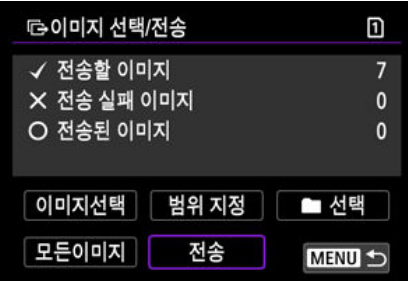 이미지 선택/전송 1
전송할 이미지 7
전송 실패 이미지 0
전송된 이미지 0
이미지선택 범위 지정 선택
모든이미지 전송 MENU